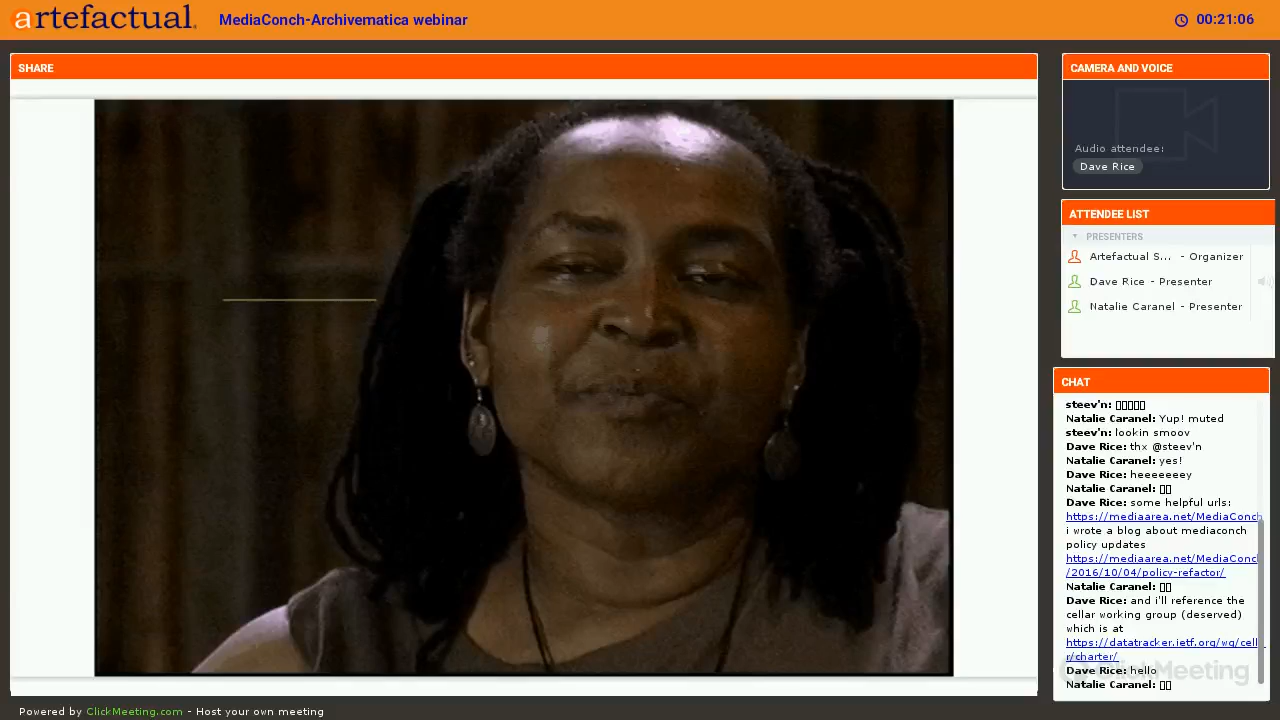 artefactual.
MediaConch-Archivematica webinar
00:21:06
SHARE
CAMERA AND VOICE
Audio attendee:
Dave Rice
ATTENDEE LIST
PRESENTERS
Artefactual S... - Organizer
Dave Rice - Presenter
Natalie Caranel - Presenter
CHAT
steev'n:
Natalie Caranel: Yup! muted
steev'n: lookin smoov
Dave Rice: thx @steev'n
Natalie Caranel: yes!
Dave Rice: heeeeeeey
Natalie Caranel:
Dave Rice: some helpful urls:
https://mediaarea.net/MediaConch
i wrote a blog about mediaconch
policy updates
https://mediaarea.net/MediaConch
/2016/10/04/policy-refactor/
Natalie Caranel:
Dave Rice: and i'll reference the
cellar working group (deserved)
which is at
https://datatracker.ietf.org/wg/cell
r/charter/
Dave Rice: hello
Natalie Caranel:
ClickMeeting
Powered by ClickMeeting.com - Host your own meeting